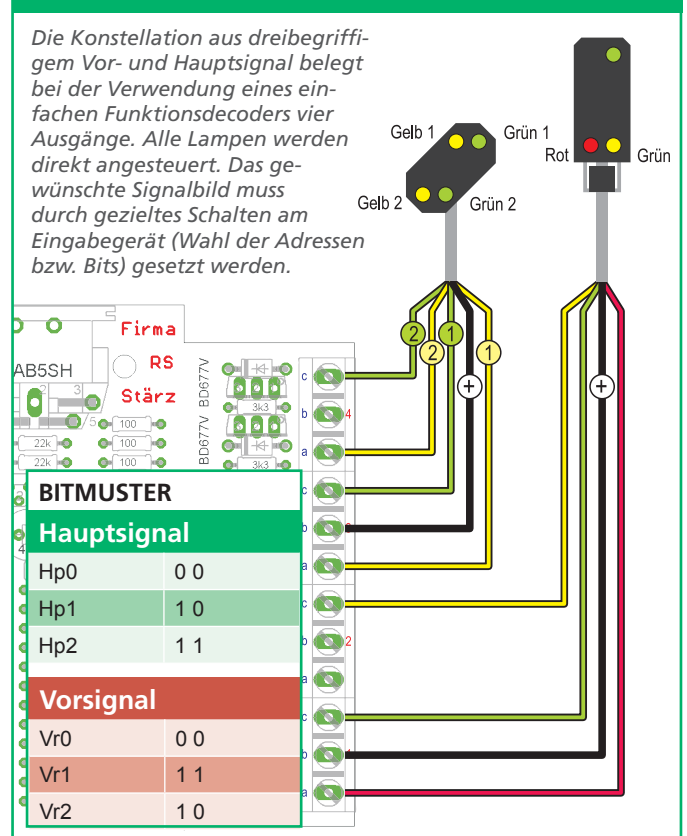 Die Konstellation aus dreibegriffi-
gem Vor- und Hauptsignal belegt
bei der Verwendung eines ein-
fachen Funktionsdecoders vier
Ausgänge. Alle Lampen werden
direkt angesteuert. Das ge-
wünschte Signalbild muss
durch gezieltes Schalten am
Eingabegerät (Wahl der Adressen
bzw. Bits) gesetzt werden.
Gelb 1 Grün 1
Gelb 2 Grün 2
Rot Grün
2 2 1 1
+ +
Firma
RS
Stärz
AB5SH
2 3
5
100
100
22k
22k
BD677V
BD677V
3k3
3k3
c
b 4
a
c
b
a
c
b 2
a
c
b
a
BITMUSTER
Hauptsignal
Hp0 0 0
Hp1 1 0
Hp2 1 1
Vorsignal
Vr0 0 0
Vr1 1 1
Vr2 1 0